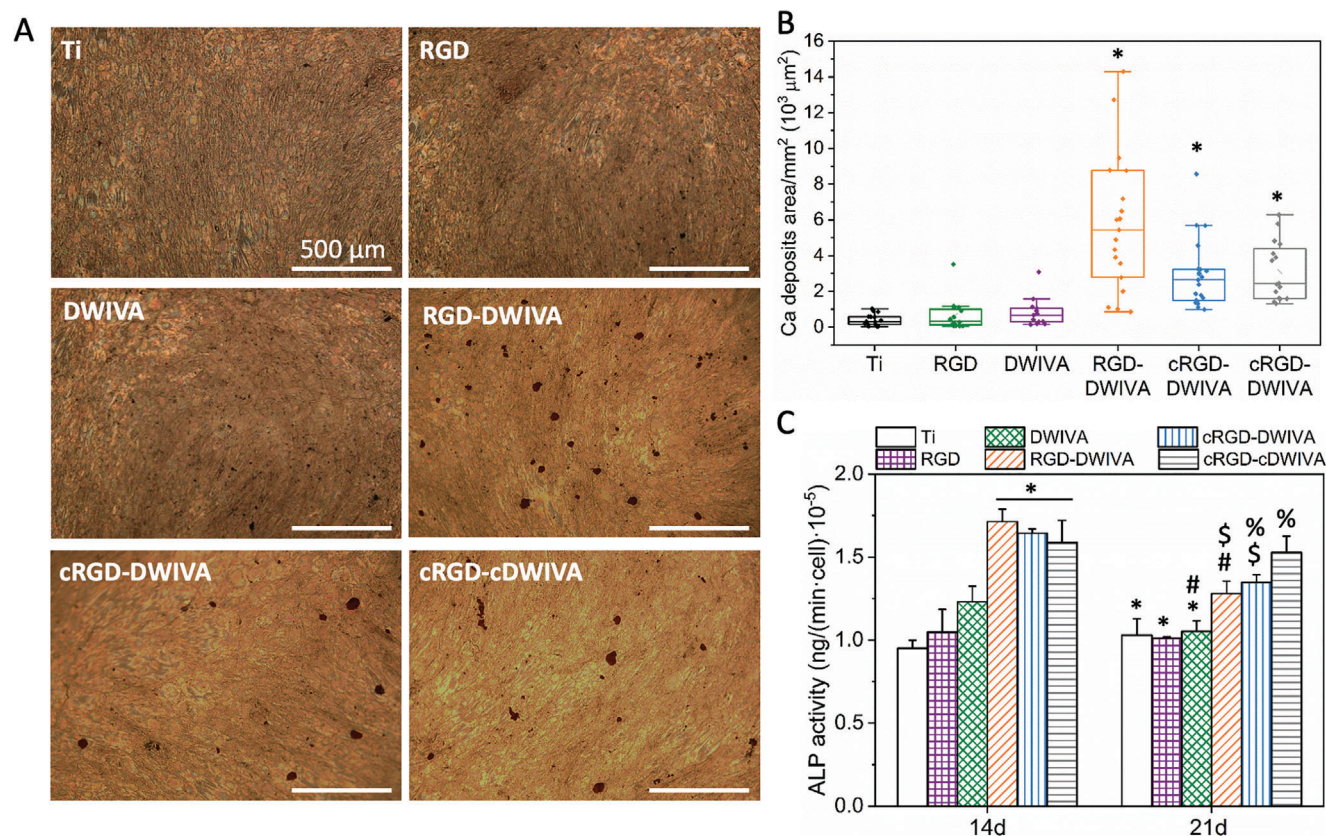 A
Ti
500 µm
RGD
DWIVA
RGD-DWIVA
cRGD-DWIVA
cRGD-cDWIVA
B
Ca deposits area/mm² (10³ µm²)
16
14
12
10
8
6
4
2
0
*
*
*
Ti
RGD
DWIVA
RGD-
DWIVA
cRGD-
DWIVA
cRGD-
DWIVA
C
Ti
DWIVA
cRGD-DWIVA
RGD
RGD-DWIVA
cRGD-cDWIVA
ALP activity (ng/(min·cell)·10⁻⁵
2.0
1.5
1.0
0.5
0.0
*
*
*
#
*
$
#
%
$
%
14d
21d